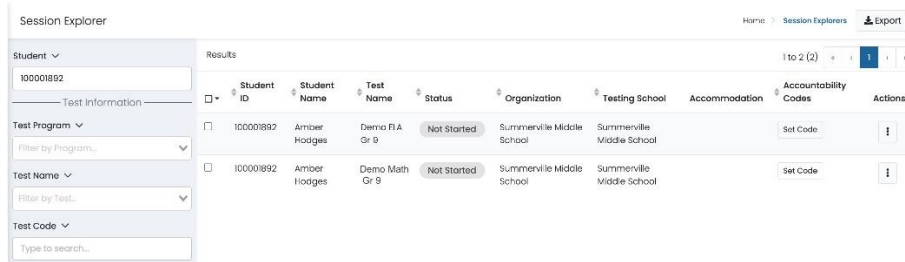 Session Explorer
Home > Session Explorers
Export
Student
100001892
Test Information
Test Program
Filter by Program...
Test Name
Filter by Test...
Test Code
Type to search...
Results
1 to 2 (2) « ‹ 1 ›
Student ID Student Name Test Name Status Organization Testing School Accommodation Accountability Codes Actions
100001892 Amber Hodges Demo ELA Gr 9 Not Started Summerville Middle School Summerville Middle School Set Code
100001892 Amber Hodges Demo Math Gr 9 Not Started Summerville Middle School Summerville Middle School Set Code